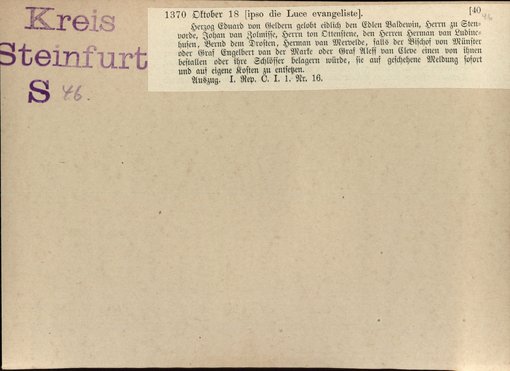 Kreis
Steinfurt
S 46.
1370 Oktober 18 [ipso die Luce evangeliste]. [40
46
Herzog Eduard von Geldern gelobt eidlich den Edlen Baldewin, Herrn zu Sten-
vorde, Johan van Zolmisse, Herrn ton Ottenstene, den Herren Herman van Ludinc-
husen, Bernd dem Drosten, Herman van Mervelde, falls der Bischof von Münster
oder Graf Engelbert van der Marke oder Graf Aleff van Cleve einen von ihnen
bestallen oder ihre Schlösser belagern würde, sie auf geschehene Meldung sofort
und auf eigene Kosten zu entsetzen.
Auszug. I. Rep. C. I. 1. Nr. 16.